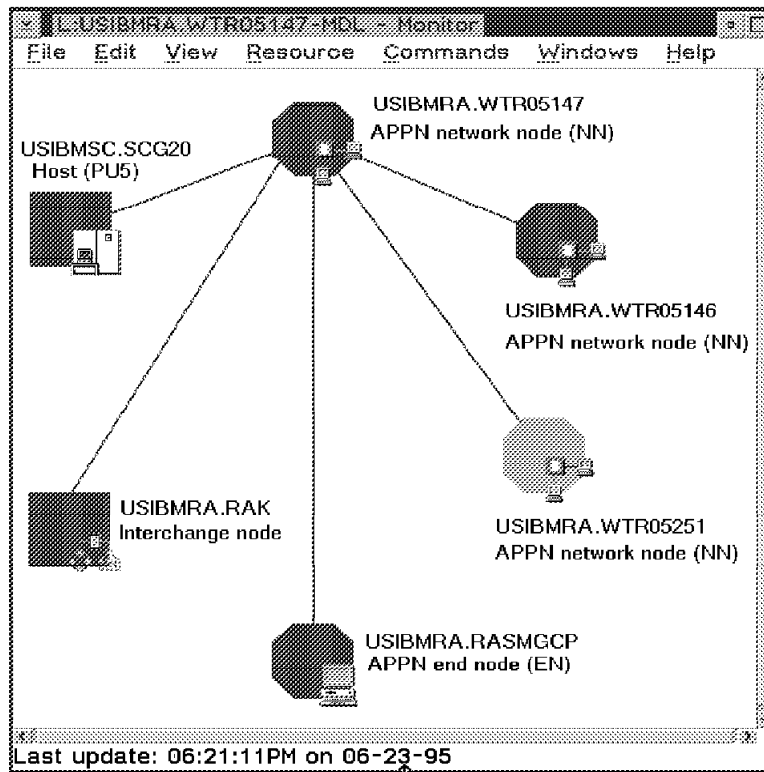 L:USIBMRA.WTR05147-MDL - Monitor
File Edit View Resource Commands Windows Help
USIBMRA.WTR05147
APPN network node (NN)
USIBMSC.SCG20
Host (PU5)
USIBMRA.WTR05146
APPN network node (NN)
USIBMRA.RAK
Interchange node
USIBMRA.WTR05251
APPN network node (NN)
USIBMRA.RASMGCP
APPN end node (EN)
Last update: 06:21:11PM on 06-23-95